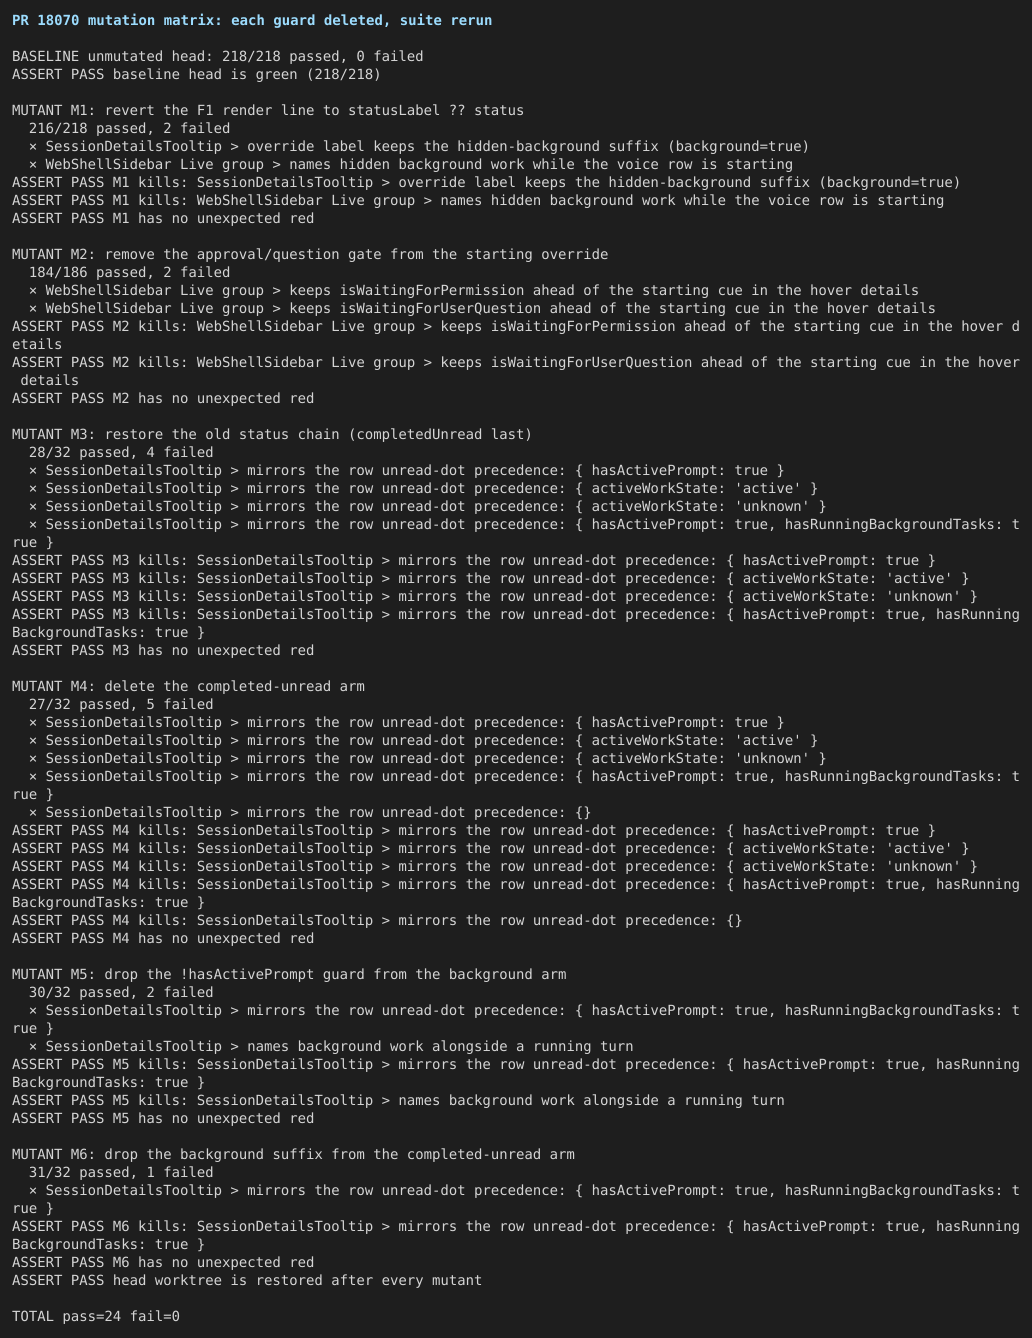 PR 18070 mutation matrix: each guard deleted, suite rerun
BASELINE unmutated head: 218/218 passed, 0 failed
ASSERT PASS baseline head is green (218/218)
MUTANT M1: revert the F1 render line to statusLabel ?? status
  216/218 passed, 2 failed
  × SessionDetailsTooltip > override label keeps the hidden-background suffix (background=true)
  × WebShellSidebar Live group > names hidden background work while the voice row is starting
ASSERT PASS M1 kills: SessionDetailsTooltip > override label keeps the hidden-background suffix (background=true)
ASSERT PASS M1 kills: WebShellSidebar Live group > names hidden background work while the voice row is starting
ASSERT PASS M1 has no unexpected red
MUTANT M2: remove the approval/question gate from the starting override
  184/186 passed, 2 failed
  × WebShellSidebar Live group > keeps isWaitingForPermission ahead of the starting cue in the hover details
  × WebShellSidebar Live group > keeps isWaitingForUserQuestion ahead of the starting cue in the hover details
ASSERT PASS M2 kills: WebShellSidebar Live group > keeps isWaitingForPermission ahead of the starting cue in the hover d
etails
ASSERT PASS M2 kills: WebShellSidebar Live group > keeps isWaitingForUserQuestion ahead of the starting cue in the hover
 details
ASSERT PASS M2 has no unexpected red
MUTANT M3: restore the old status chain (completedUnread last)
  28/32 passed, 4 failed
  × SessionDetailsTooltip > mirrors the row unread-dot precedence: { hasActivePrompt: true }
  × SessionDetailsTooltip > mirrors the row unread-dot precedence: { activeWorkState: 'active' }
  × SessionDetailsTooltip > mirrors the row unread-dot precedence: { activeWorkState: 'unknown' }
  × SessionDetailsTooltip > mirrors the row unread-dot precedence: { hasActivePrompt: true, hasRunningBackgroundTasks: t
rue }
ASSERT PASS M3 kills: SessionDetailsTooltip > mirrors the row unread-dot precedence: { hasActivePrompt: true }
ASSERT PASS M3 kills: SessionDetailsTooltip > mirrors the row unread-dot precedence: { activeWorkState: 'active' }
ASSERT PASS M3 kills: SessionDetailsTooltip > mirrors the row unread-dot precedence: { activeWorkState: 'unknown' }
ASSERT PASS M3 kills: SessionDetailsTooltip > mirrors the row unread-dot precedence: { hasActivePrompt: true, hasRunning
BackgroundTasks: true }
ASSERT PASS M3 has no unexpected red
MUTANT M4: delete the completed-unread arm
  27/32 passed, 5 failed
  × SessionDetailsTooltip > mirrors the row unread-dot precedence: { hasActivePrompt: true }
  × SessionDetailsTooltip > mirrors the row unread-dot precedence: { activeWorkState: 'active' }
  × SessionDetailsTooltip > mirrors the row unread-dot precedence: { activeWorkState: 'unknown' }
  × SessionDetailsTooltip > mirrors the row unread-dot precedence: { hasActivePrompt: true, hasRunningBackgroundTasks: t
rue }
  × SessionDetailsTooltip > mirrors the row unread-dot precedence: {}
ASSERT PASS M4 kills: SessionDetailsTooltip > mirrors the row unread-dot precedence: { hasActivePrompt: true }
ASSERT PASS M4 kills: SessionDetailsTooltip > mirrors the row unread-dot precedence: { activeWorkState: 'active' }
ASSERT PASS M4 kills: SessionDetailsTooltip > mirrors the row unread-dot precedence: { activeWorkState: 'unknown' }
ASSERT PASS M4 kills: SessionDetailsTooltip > mirrors the row unread-dot precedence: { hasActivePrompt: true, hasRunning
BackgroundTasks: true }
ASSERT PASS M4 kills: SessionDetailsTooltip > mirrors the row unread-dot precedence: {}
ASSERT PASS M4 has no unexpected red
MUTANT M5: drop the !hasActivePrompt guard from the background arm
  30/32 passed, 2 failed
  × SessionDetailsTooltip > mirrors the row unread-dot precedence: { hasActivePrompt: true, hasRunningBackgroundTasks: t
rue }
  × SessionDetailsTooltip > names background work alongside a running turn
ASSERT PASS M5 kills: SessionDetailsTooltip > mirrors the row unread-dot precedence: { hasActivePrompt: true, hasRunning
BackgroundTasks: true }
ASSERT PASS M5 kills: SessionDetailsTooltip > names background work alongside a running turn
ASSERT PASS M5 has no unexpected red
MUTANT M6: drop the background suffix from the completed-unread arm
  31/32 passed, 1 failed
  × SessionDetailsTooltip > mirrors the row unread-dot precedence: { hasActivePrompt: true, hasRunningBackgroundTasks: t
rue }
ASSERT PASS M6 kills: SessionDetailsTooltip > mirrors the row unread-dot precedence: { hasActivePrompt: true, hasRunning
BackgroundTasks: true }
ASSERT PASS M6 has no unexpected red
ASSERT PASS head worktree is restored after every mutant
TOTAL pass=24 fail=0